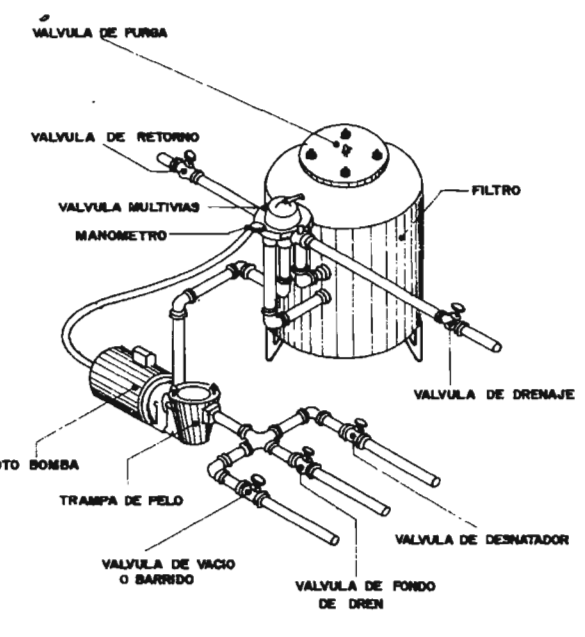 VALVULA DE PURGA
VALVULA DE RETORNO
VALVULA MULTIVIAS
MANOMETRO
FILTRO
VALVULA DE DRENAJE
OTO BOMBA
TRAMPA DE PELO
VALVULA DE DESNATADOR
VALVULA DE VACIO
O BARRIDO
VALVULA DE FONDO
DE DREN